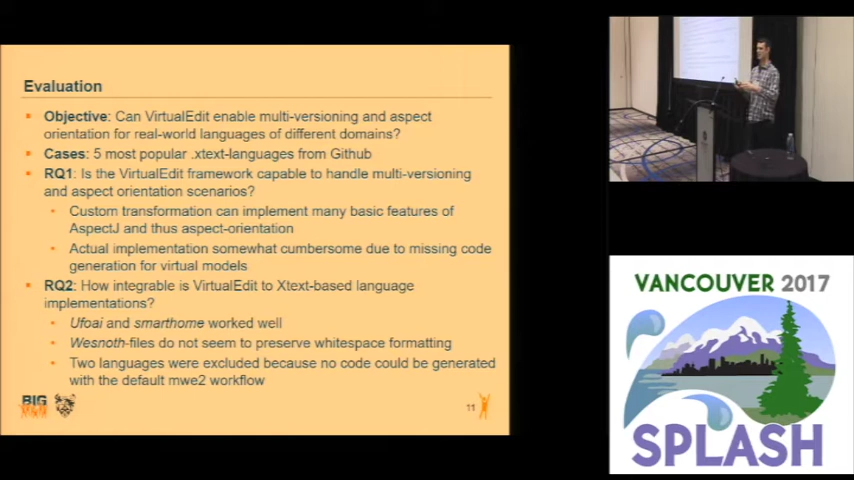 Evaluation
Objective: Can VirtualEdit enable multi-versioning and aspect
orientation for real-world languages of different domains?
Cases: 5 most popular .xtext-languages from Github
RQ1: Is the VirtualEdit framework capable to handle multi-versioning
and aspect orientation scenarios?
Custom transformation can implement many basic features of
AspectJ and thus aspect-orientation
Actual implementation somewhat cumbersome due to missing code
generation for virtual models
RQ2: How integrable is VirtualEdit to Xtext-based language
implementations?
Ufoai and smarthome worked well
Wesnoth-files do not seem to preserve whitespace formatting
Two languages were excluded because no code could be generated
with the default mwe2 workflow
BIG
11
VANCOUVER 2017
SPLASH